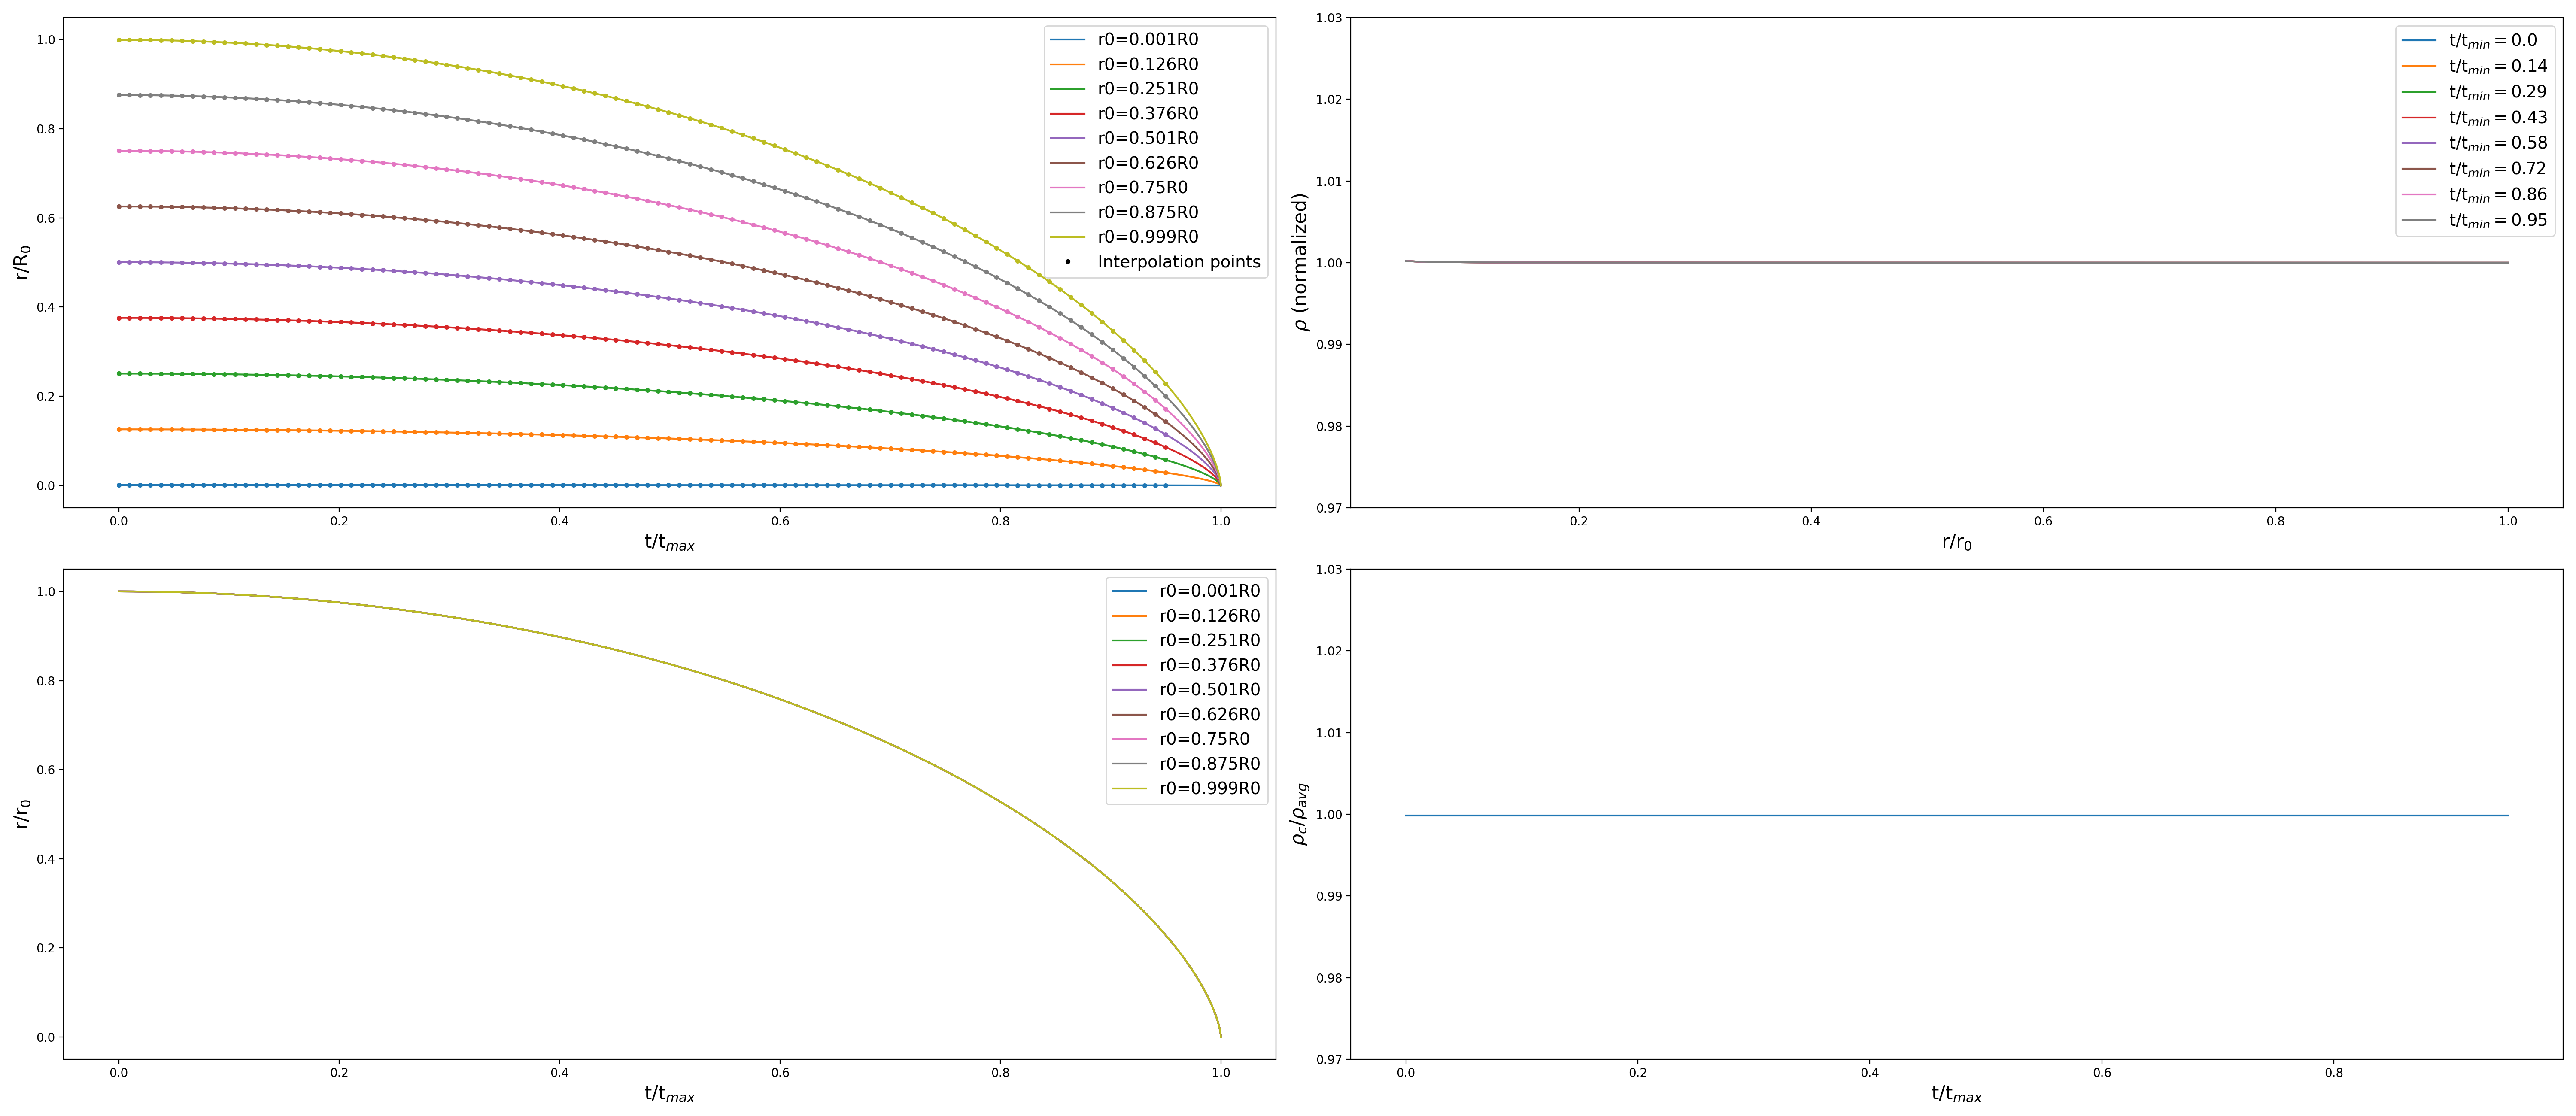 1.0
0.8
0.6
0.4
0.2
0.0
r/R₀
0.0 0.2 0.4 0.6 0.8 1.0
t/tₘₐₓ
r0=0.001R0
r0=0.126R0
r0=0.251R0
r0=0.376R0
r0=0.501R0
r0=0.626R0
r0=0.75R0
r0=0.875R0
r0=0.999R0
Interpolation points
1.03
1.02
1.01
1.00
0.99
0.98
0.97
ρ (normalized)
0.2 0.4 0.6 0.8 1.0
r/r₀
t/tₘᵢₙ = 0.0
t/tₘᵢₙ = 0.14
t/tₘᵢₙ = 0.29
t/tₘᵢₙ = 0.43
t/tₘᵢₙ = 0.58
t/tₘᵢₙ = 0.72
t/tₘᵢₙ = 0.86
t/tₘᵢₙ = 0.95
1.0
0.8
0.6
0.4
0.2
0.0
r/r₀
0.0 0.2 0.4 0.6 0.8 1.0
t/tₘₐₓ
r0=0.001R0
r0=0.126R0
r0=0.251R0
r0=0.376R0
r0=0.501R0
r0=0.626R0
r0=0.75R0
r0=0.875R0
r0=0.999R0
1.03
1.02
1.01
1.00
0.99
0.98
0.97
ρ_c/ρ_avg
0.0 0.2 0.4 0.6 0.8
t/tₘₐₓ